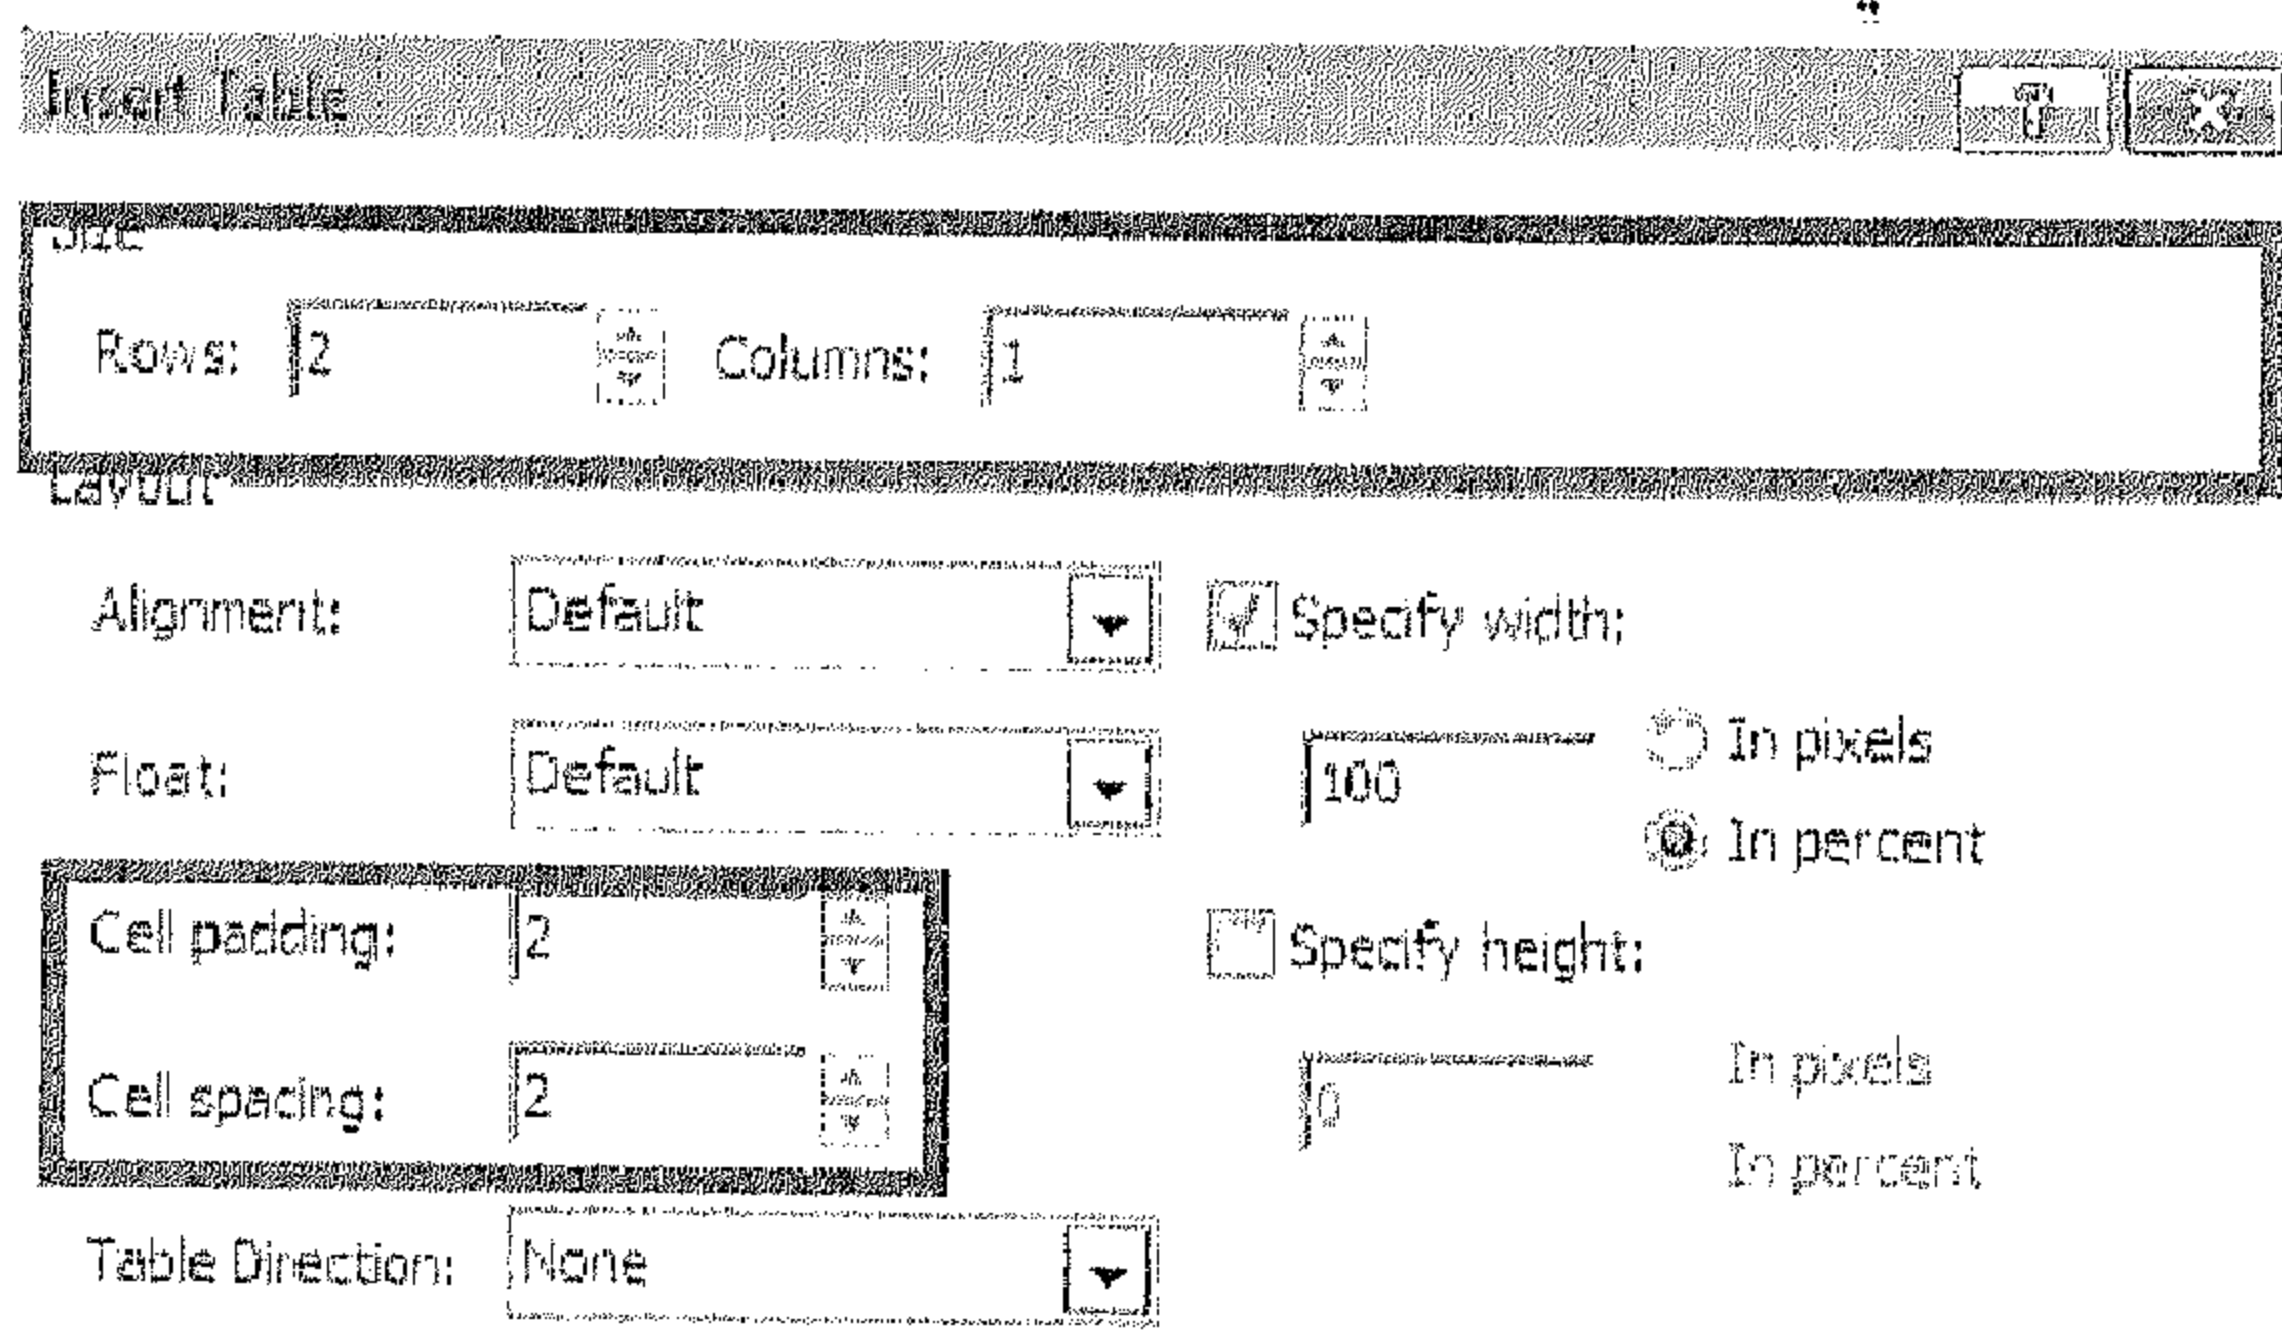 Insert Table
Size
Rows: 2 Columns: 1
Layout
Alignment: Default Specify width:
Float: Default 100 In pixels
In percent
Cell padding: 2 Specify height:
Cell spacing: 2 0 In pixels
In percent
Table Direction: None